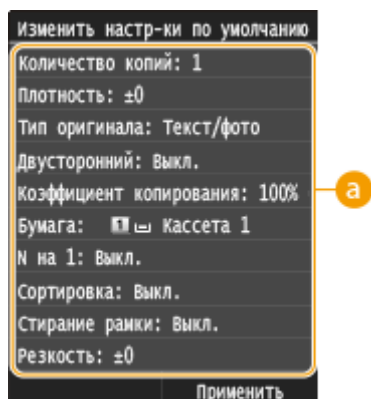 Изменить настр-ки по умолчанию
Количество копий: 1
Плотность: ±0
Тип оригинала: Текст/фото
Двусторонний: Выкл.
Коэффициент копирования: 100%
a
Бумага: 1 Кассета 1
N на 1: Выкл.
Сортировка: Выкл.
Стирание рамки: Выкл.
Резкость: ±0
Применить